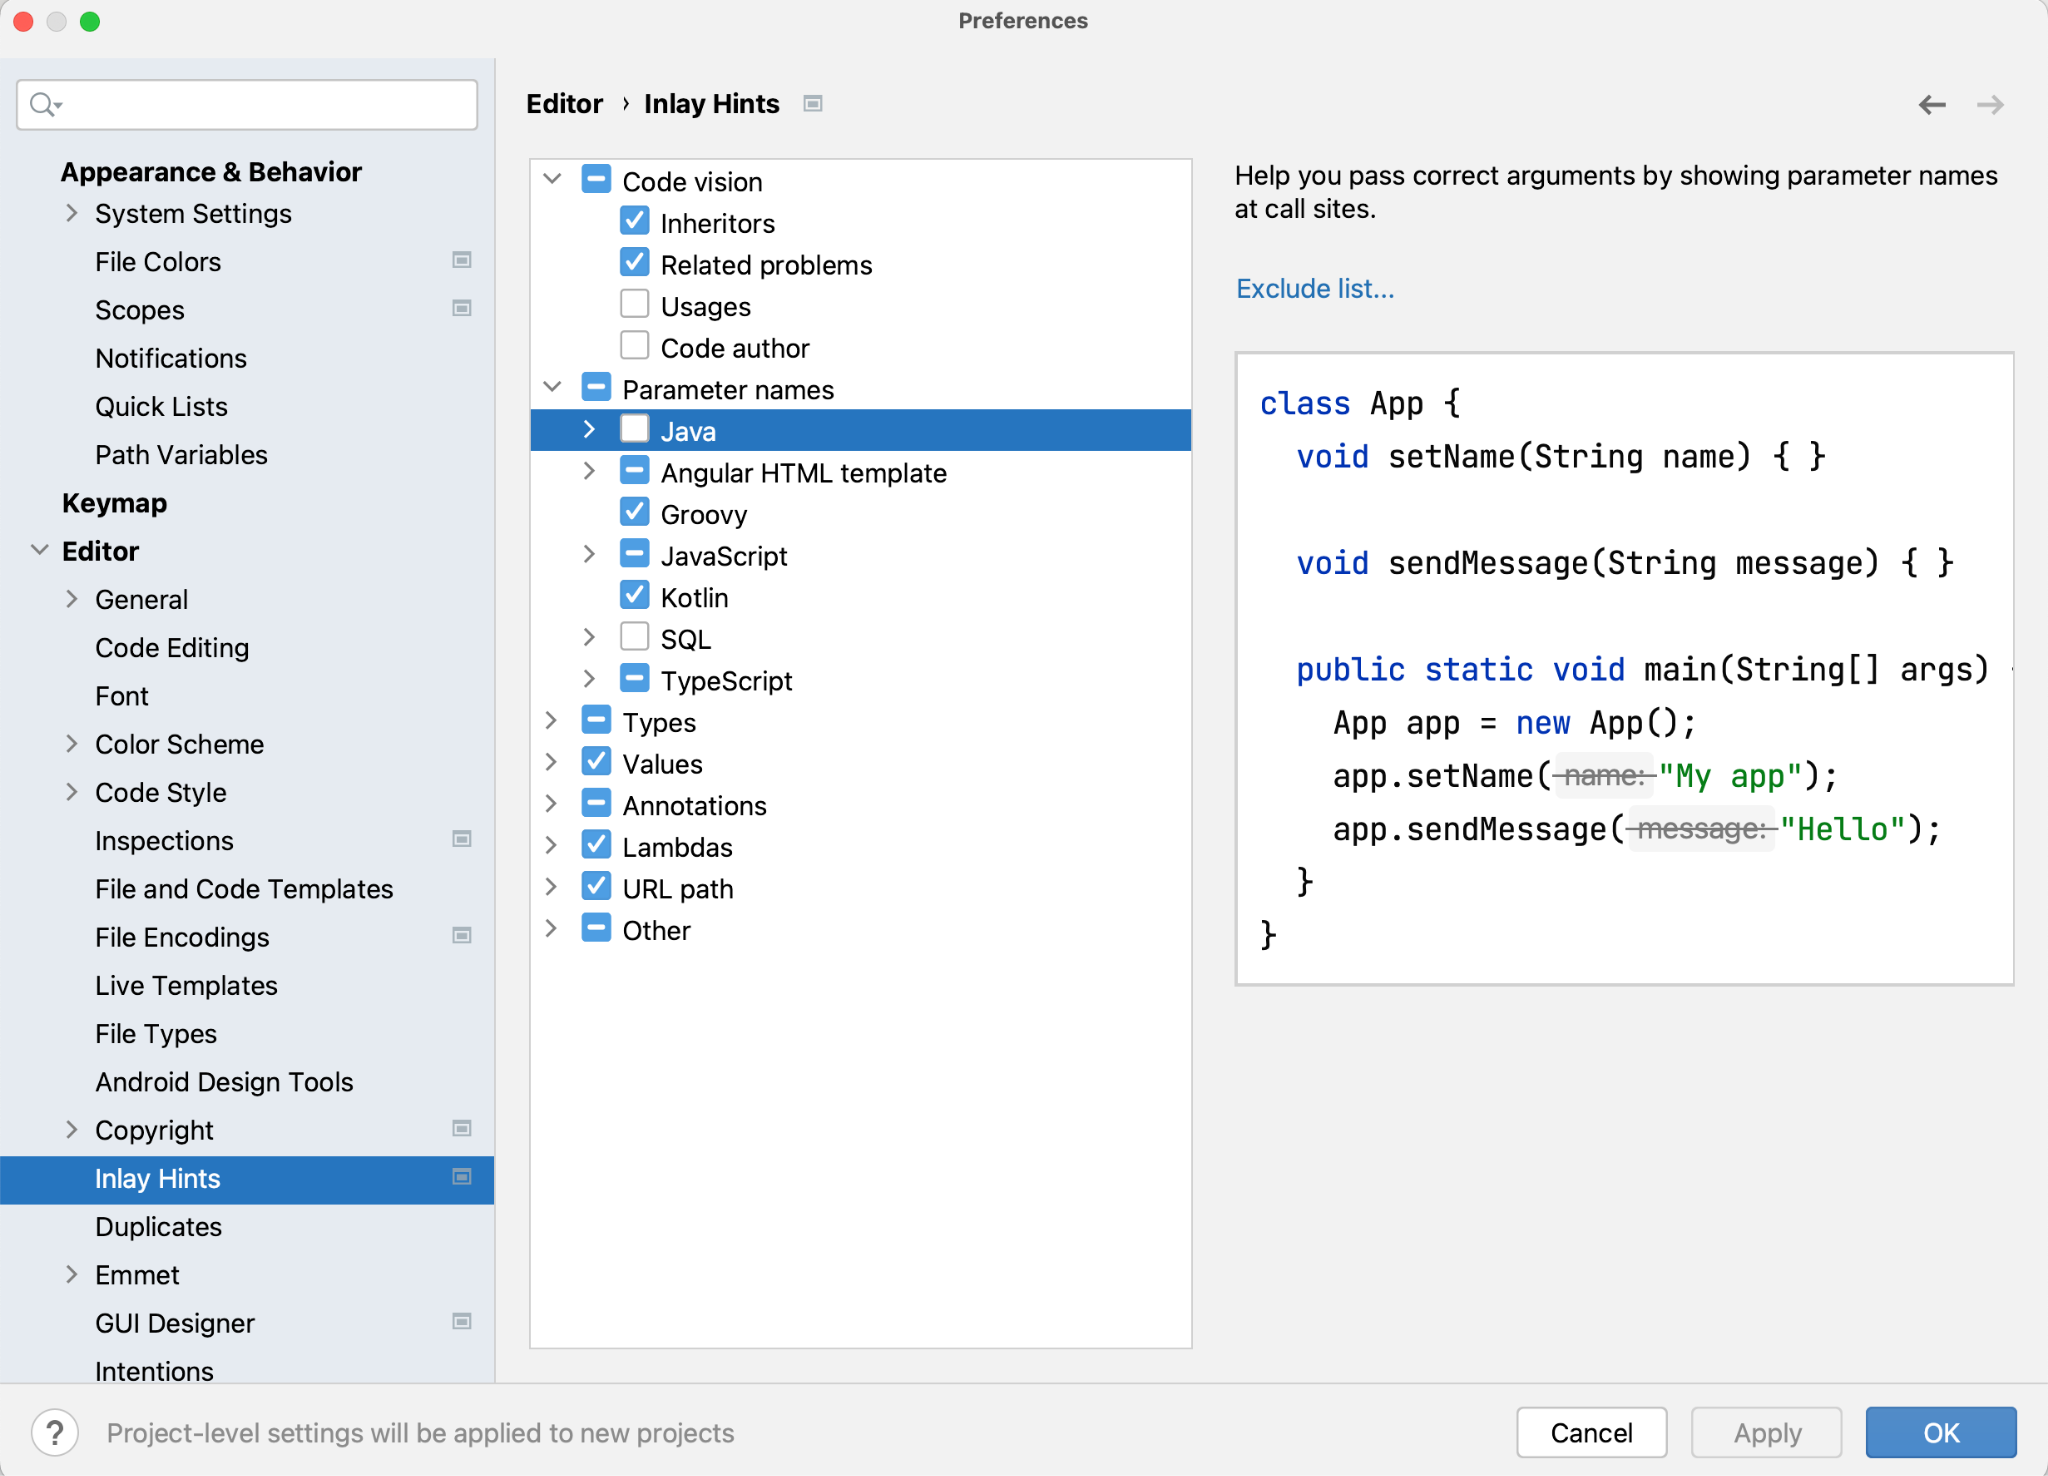 Preferences
Editor › Inlay Hints
Appearance & Behavior
System Settings
File Colors
Scopes
Notifications
Quick Lists
Path Variables
Keymap
Editor
General
Code Editing
Font
Color Scheme
Code Style
Inspections
File and Code Templates
File Encodings
Live Templates
File Types
Android Design Tools
Copyright
Inlay Hints
Duplicates
Emmet
GUI Designer
Intentions
Code vision
Inheritors
Related problems
Usages
Code author
Parameter names
Java
Angular HTML template
Groovy
JavaScript
Kotlin
SQL
TypeScript
Types
Values
Annotations
Lambdas
URL path
Other
Help you pass correct arguments by showing parameter names
at call sites.
Exclude list...
class App {
void setName(String name) { }
void sendMessage(String message) { }
public static void main(String[] args)
App app = new App();
app.setName( name: "My app");
app.sendMessage( message: "Hello");
}
}
? Project-level settings will be applied to new projects
Cancel
Apply
OK